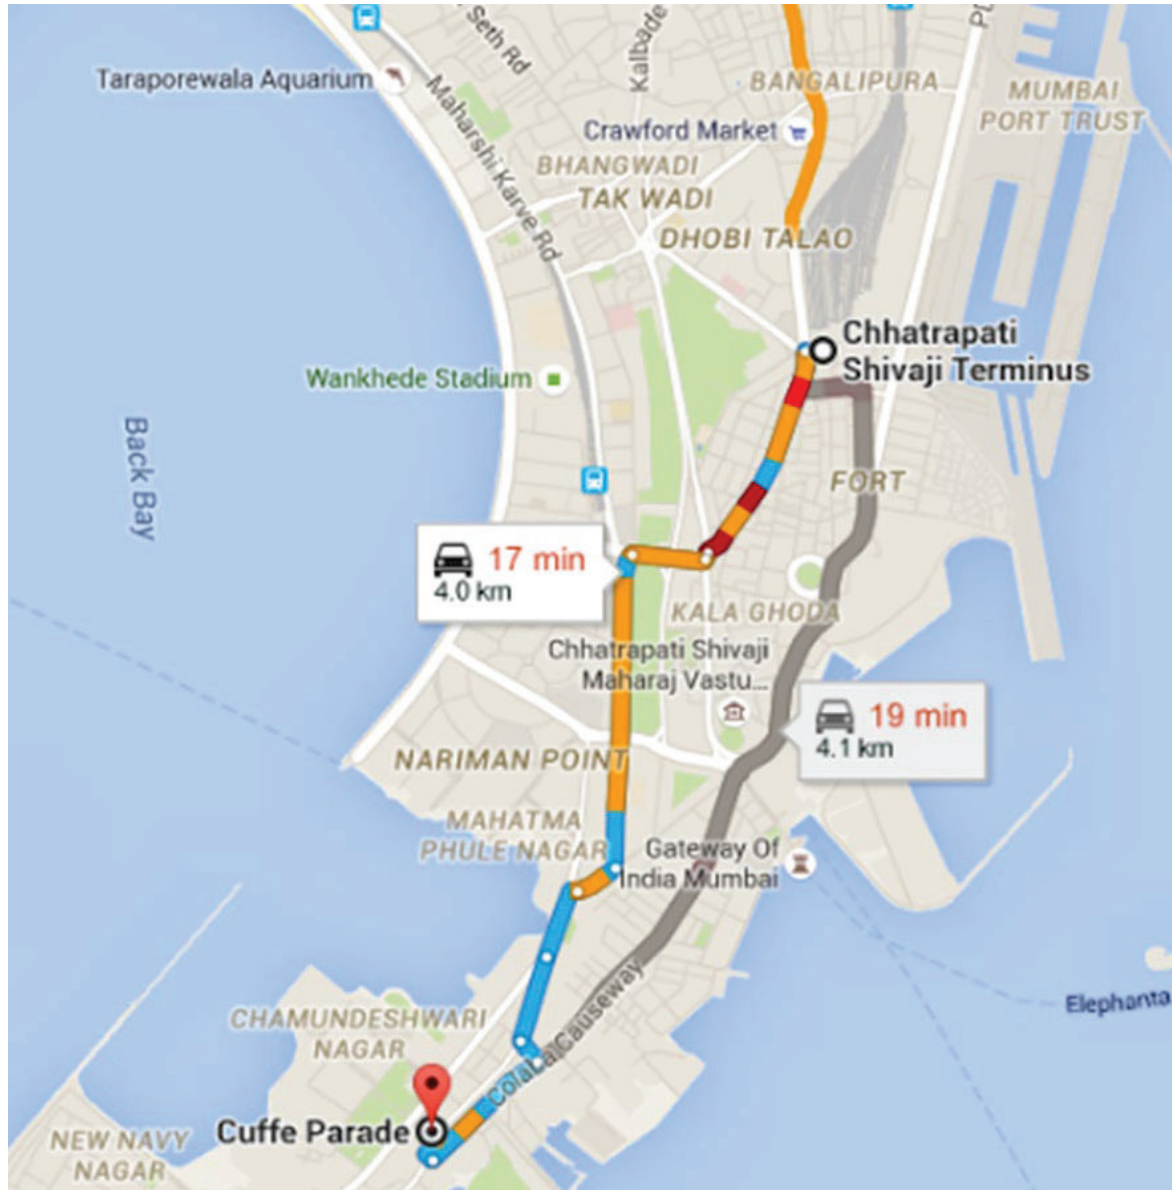 Seth Rd
Kalbade
Taraporewala Aquarium
Maharshi Karve Rd
BANGALIPURA
MUMBAI
PORT TRUST
Crawford Market
BHANGWADI
TAK WADI
DHOBI TALAO
Chhatrapati
Shivaji Terminus
Wankhede Stadium
Back Bay
FORT
17 min
4.0 km
KALA GHODA
Chhatrapati Shivaji
Maharaj Vastu...
19 min
4.1 km
NARIMAN POINT
MAHATMA
PHULE NAGAR
Gateway Of
India Mumbai
Elephanta
CHAMUNDESHWARI
NAGAR
Colaba Causeway
Cuffe Parade
NEW NAVY
NAGAR